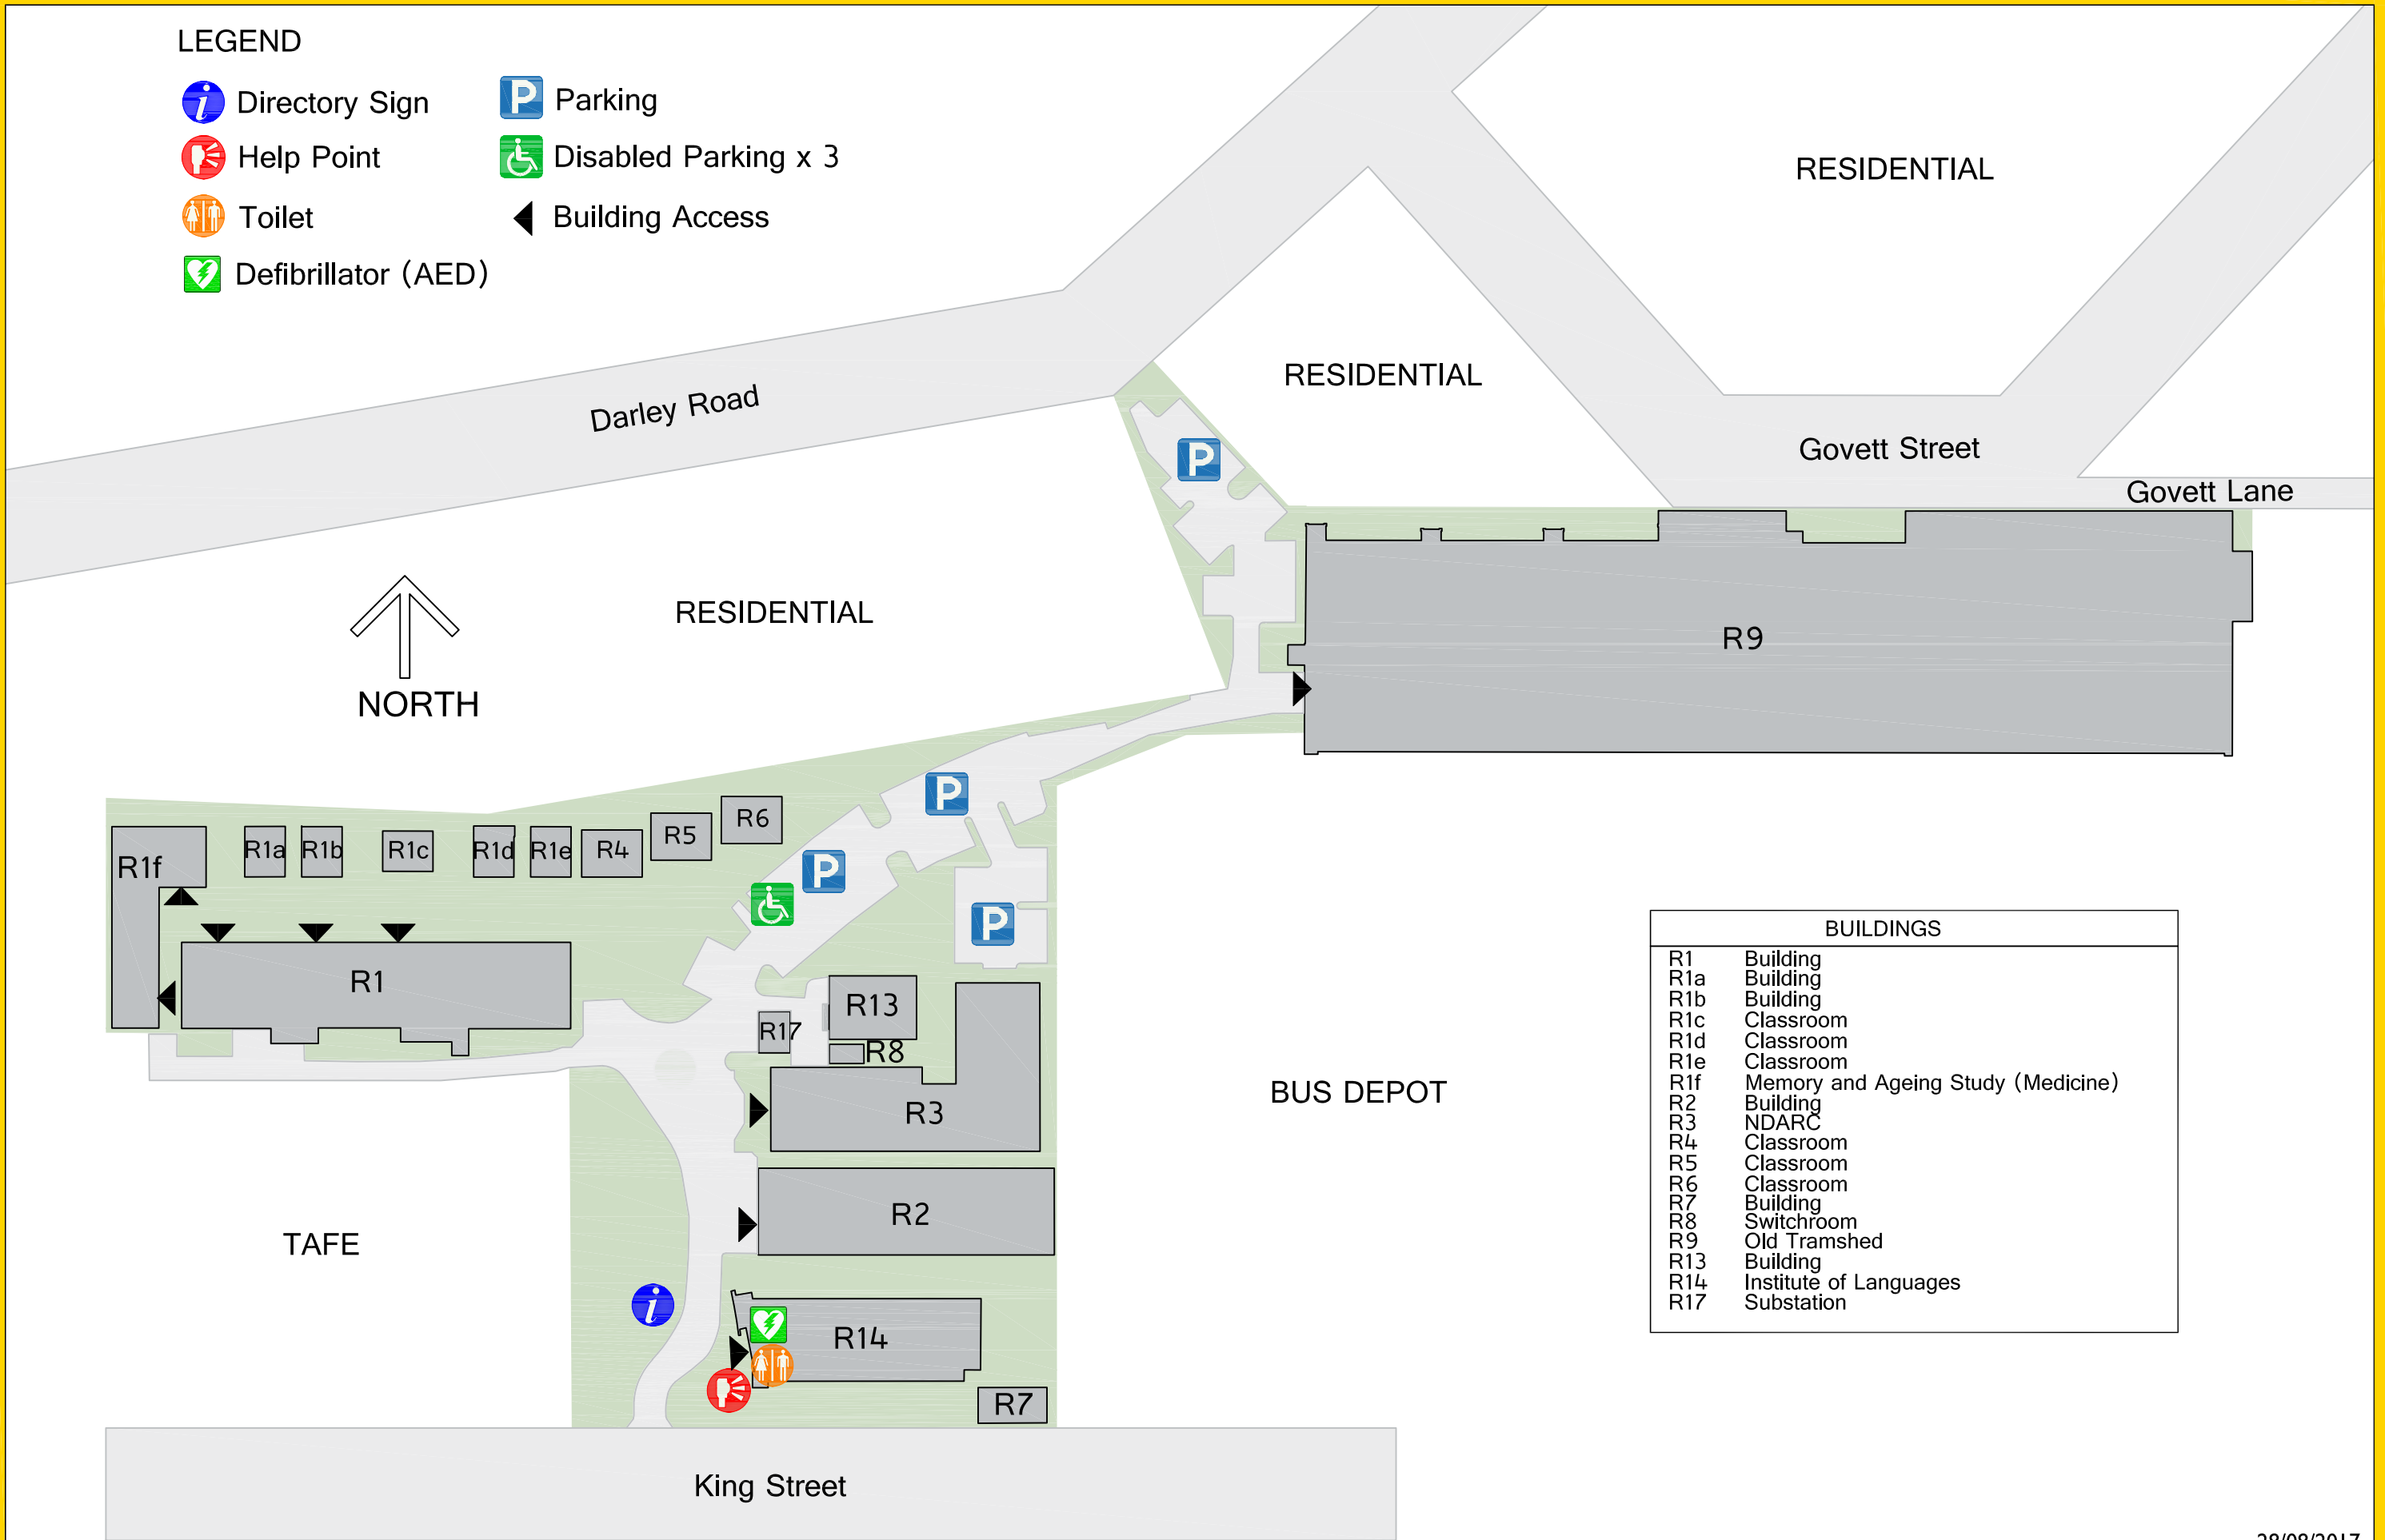 LEGEND
Directory Sign
Help Point
Toilet
Defibrillator (AED)
P Parking
Disabled Parking x 3
Building Access
RESIDENTIAL
RESIDENTIAL
Darley Road
P
Govett Street
Govett Lane
RESIDENTIAL
NORTH
R9
P
P
P
R1f
R1a
R1b
R1c
R1d
R1e
R4
R5
R6
R1
R13
R17
R8
R3
R2
R14
R7
TAFE
BUS DEPOT
King Street
BUILDINGS
R1 Building
R1a Building
R1b Building
R1c Classroom
R1d Classroom
R1e Classroom
R1f Memory and Ageing Study (Medicine)
R2 Building
R3 NDARC
R4 Classroom
R5 Classroom
R6 Classroom
R7 Building
R8 Switchroom
R9 Old Tramshed
R13 Building
R14 Institute of Languages
R17 Substation
28/08/2017